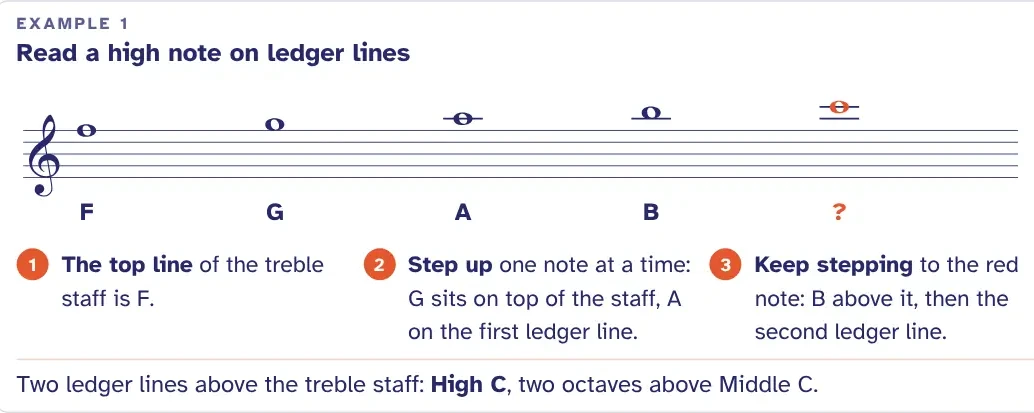 EXAMPLE 1
Read a high note on ledger lines
F G A B ?
1 The top line of the treble
staff is F.
2 Step up one note at a time:
G sits on top of the staff, A
on the first ledger line.
3 Keep stepping to the red
note: B above it, then the
second ledger line.
Two ledger lines above the treble staff: High C, two octaves above Middle C.